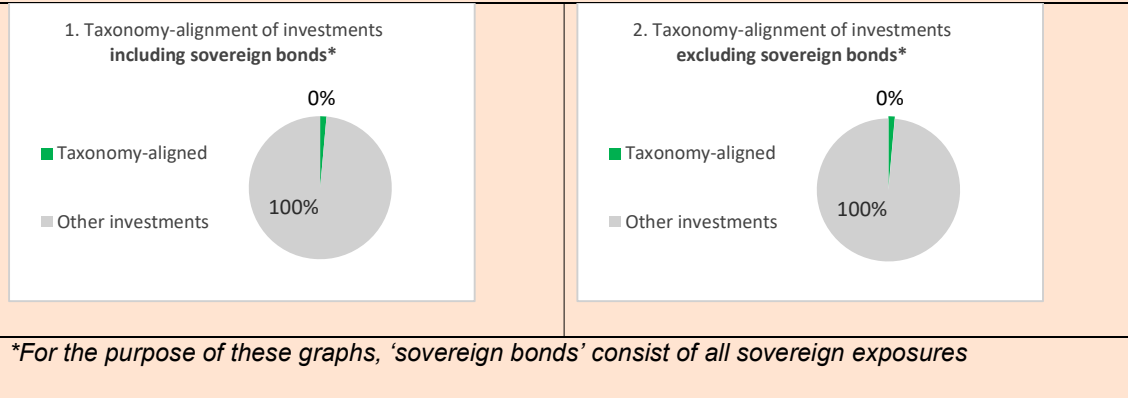 1. Taxonomy-alignment of investments
including sovereign bonds*
0%
Taxonomy-aligned
100%
Other investments
2. Taxonomy-alignment of investments
excluding sovereign bonds*
0%
Taxonomy-aligned
100%
Other investments
*For the purpose of these graphs, ‘sovereign bonds’ consist of all sovereign exposures